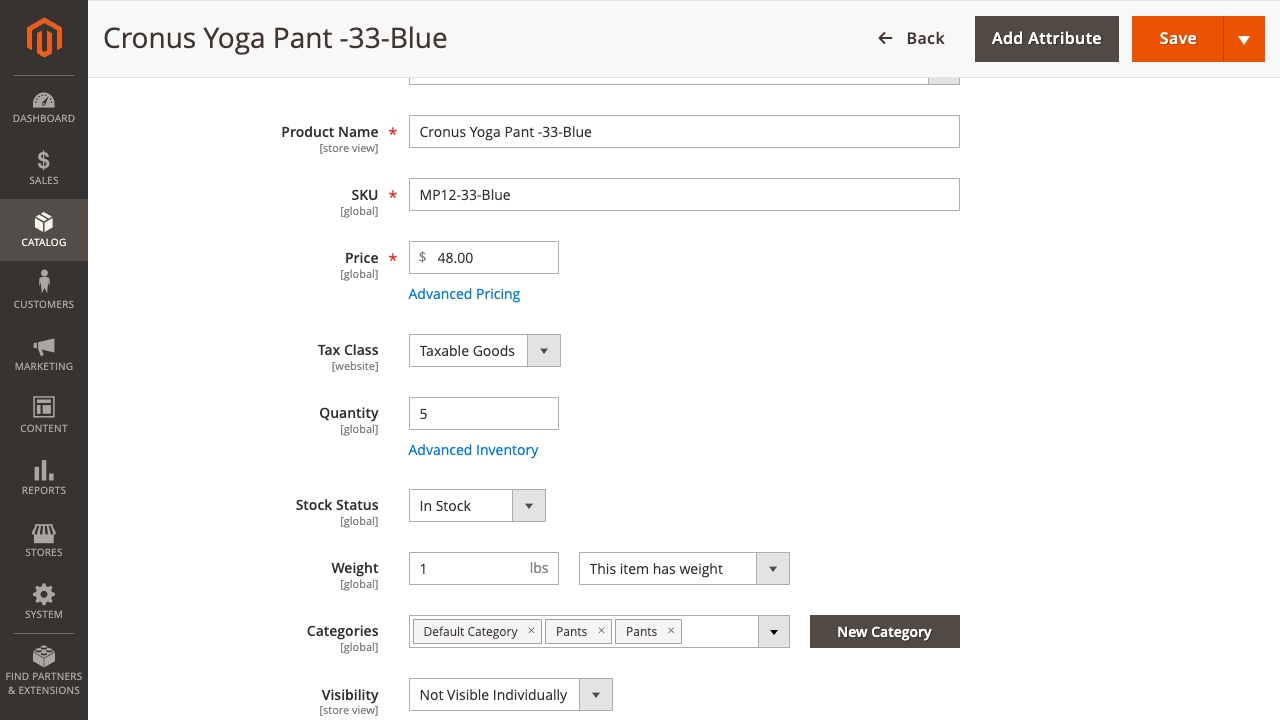 Cronus Yoga Pant -33-Blue
Back
Add Attribute
Save
DASHBOARD
SALES
CATALOG
CUSTOMERS
MARKETING
CONTENT
REPORTS
STORES
SYSTEM
FIND PARTNERS
& EXTENSIONS
Product Name *
[store view]
Cronus Yoga Pant -33-Blue
SKU *
[global]
MP12-33-Blue
Price *
[global]
$ 48.00
Advanced Pricing
Tax Class
[website]
Taxable Goods
Quantity
[global]
5
Advanced Inventory
Stock Status
[global]
In Stock
Weight
[global]
1 lbs
This item has weight
Categories
[global]
Default Category × Pants × Pants ×
New Category
Visibility
[store view]
Not Visible Individually